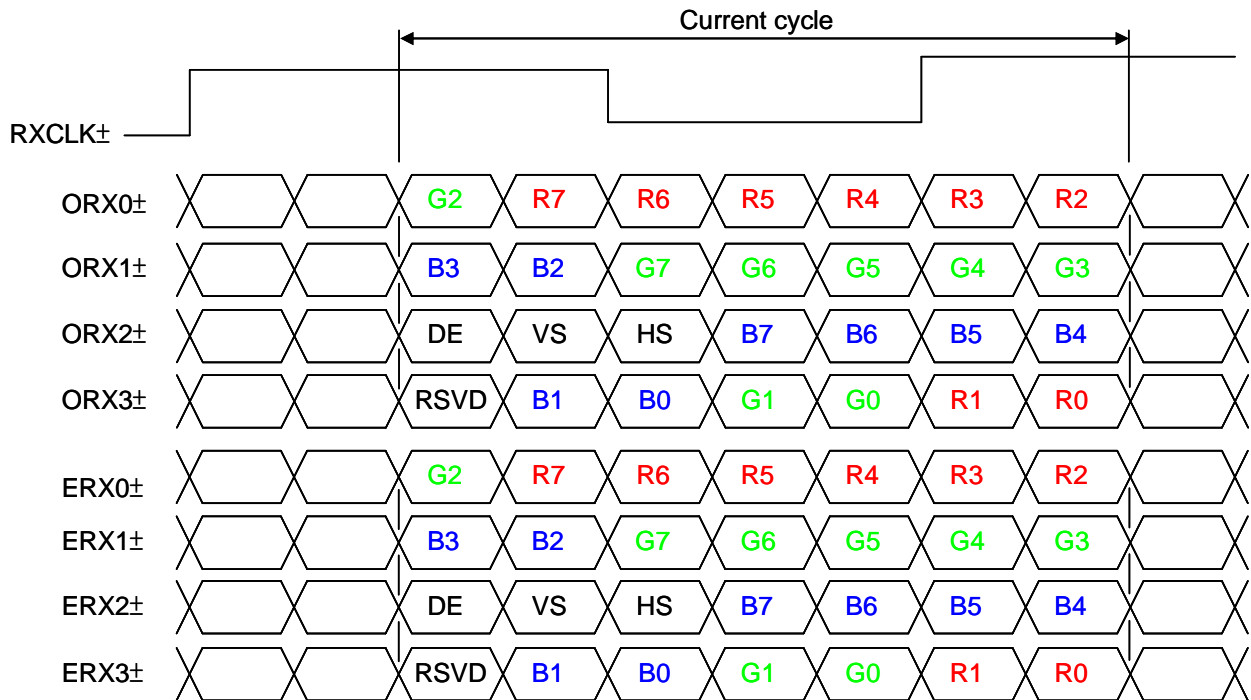 Current cycle
RXCLK±
ORX0± G2 R7 R6 R5 R4 R3 R2
ORX1± B3 B2 G7 G6 G5 G4 G3
ORX2± DE VS HS B7 B6 B5 B4
ORX3± RSVD B1 B0 G1 G0 R1 R0
ERX0± G2 R7 R6 R5 R4 R3 R2
ERX1± B3 B2 G7 G6 G5 G4 G3
ERX2± DE VS HS B7 B6 B5 B4
ERX3± RSVD B1 B0 G1 G0 R1 R0